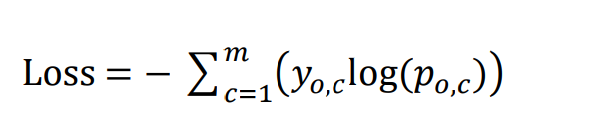 Loss = − ∑_{c=1}^{m} (y_{o,c}log(p_{o,c}))